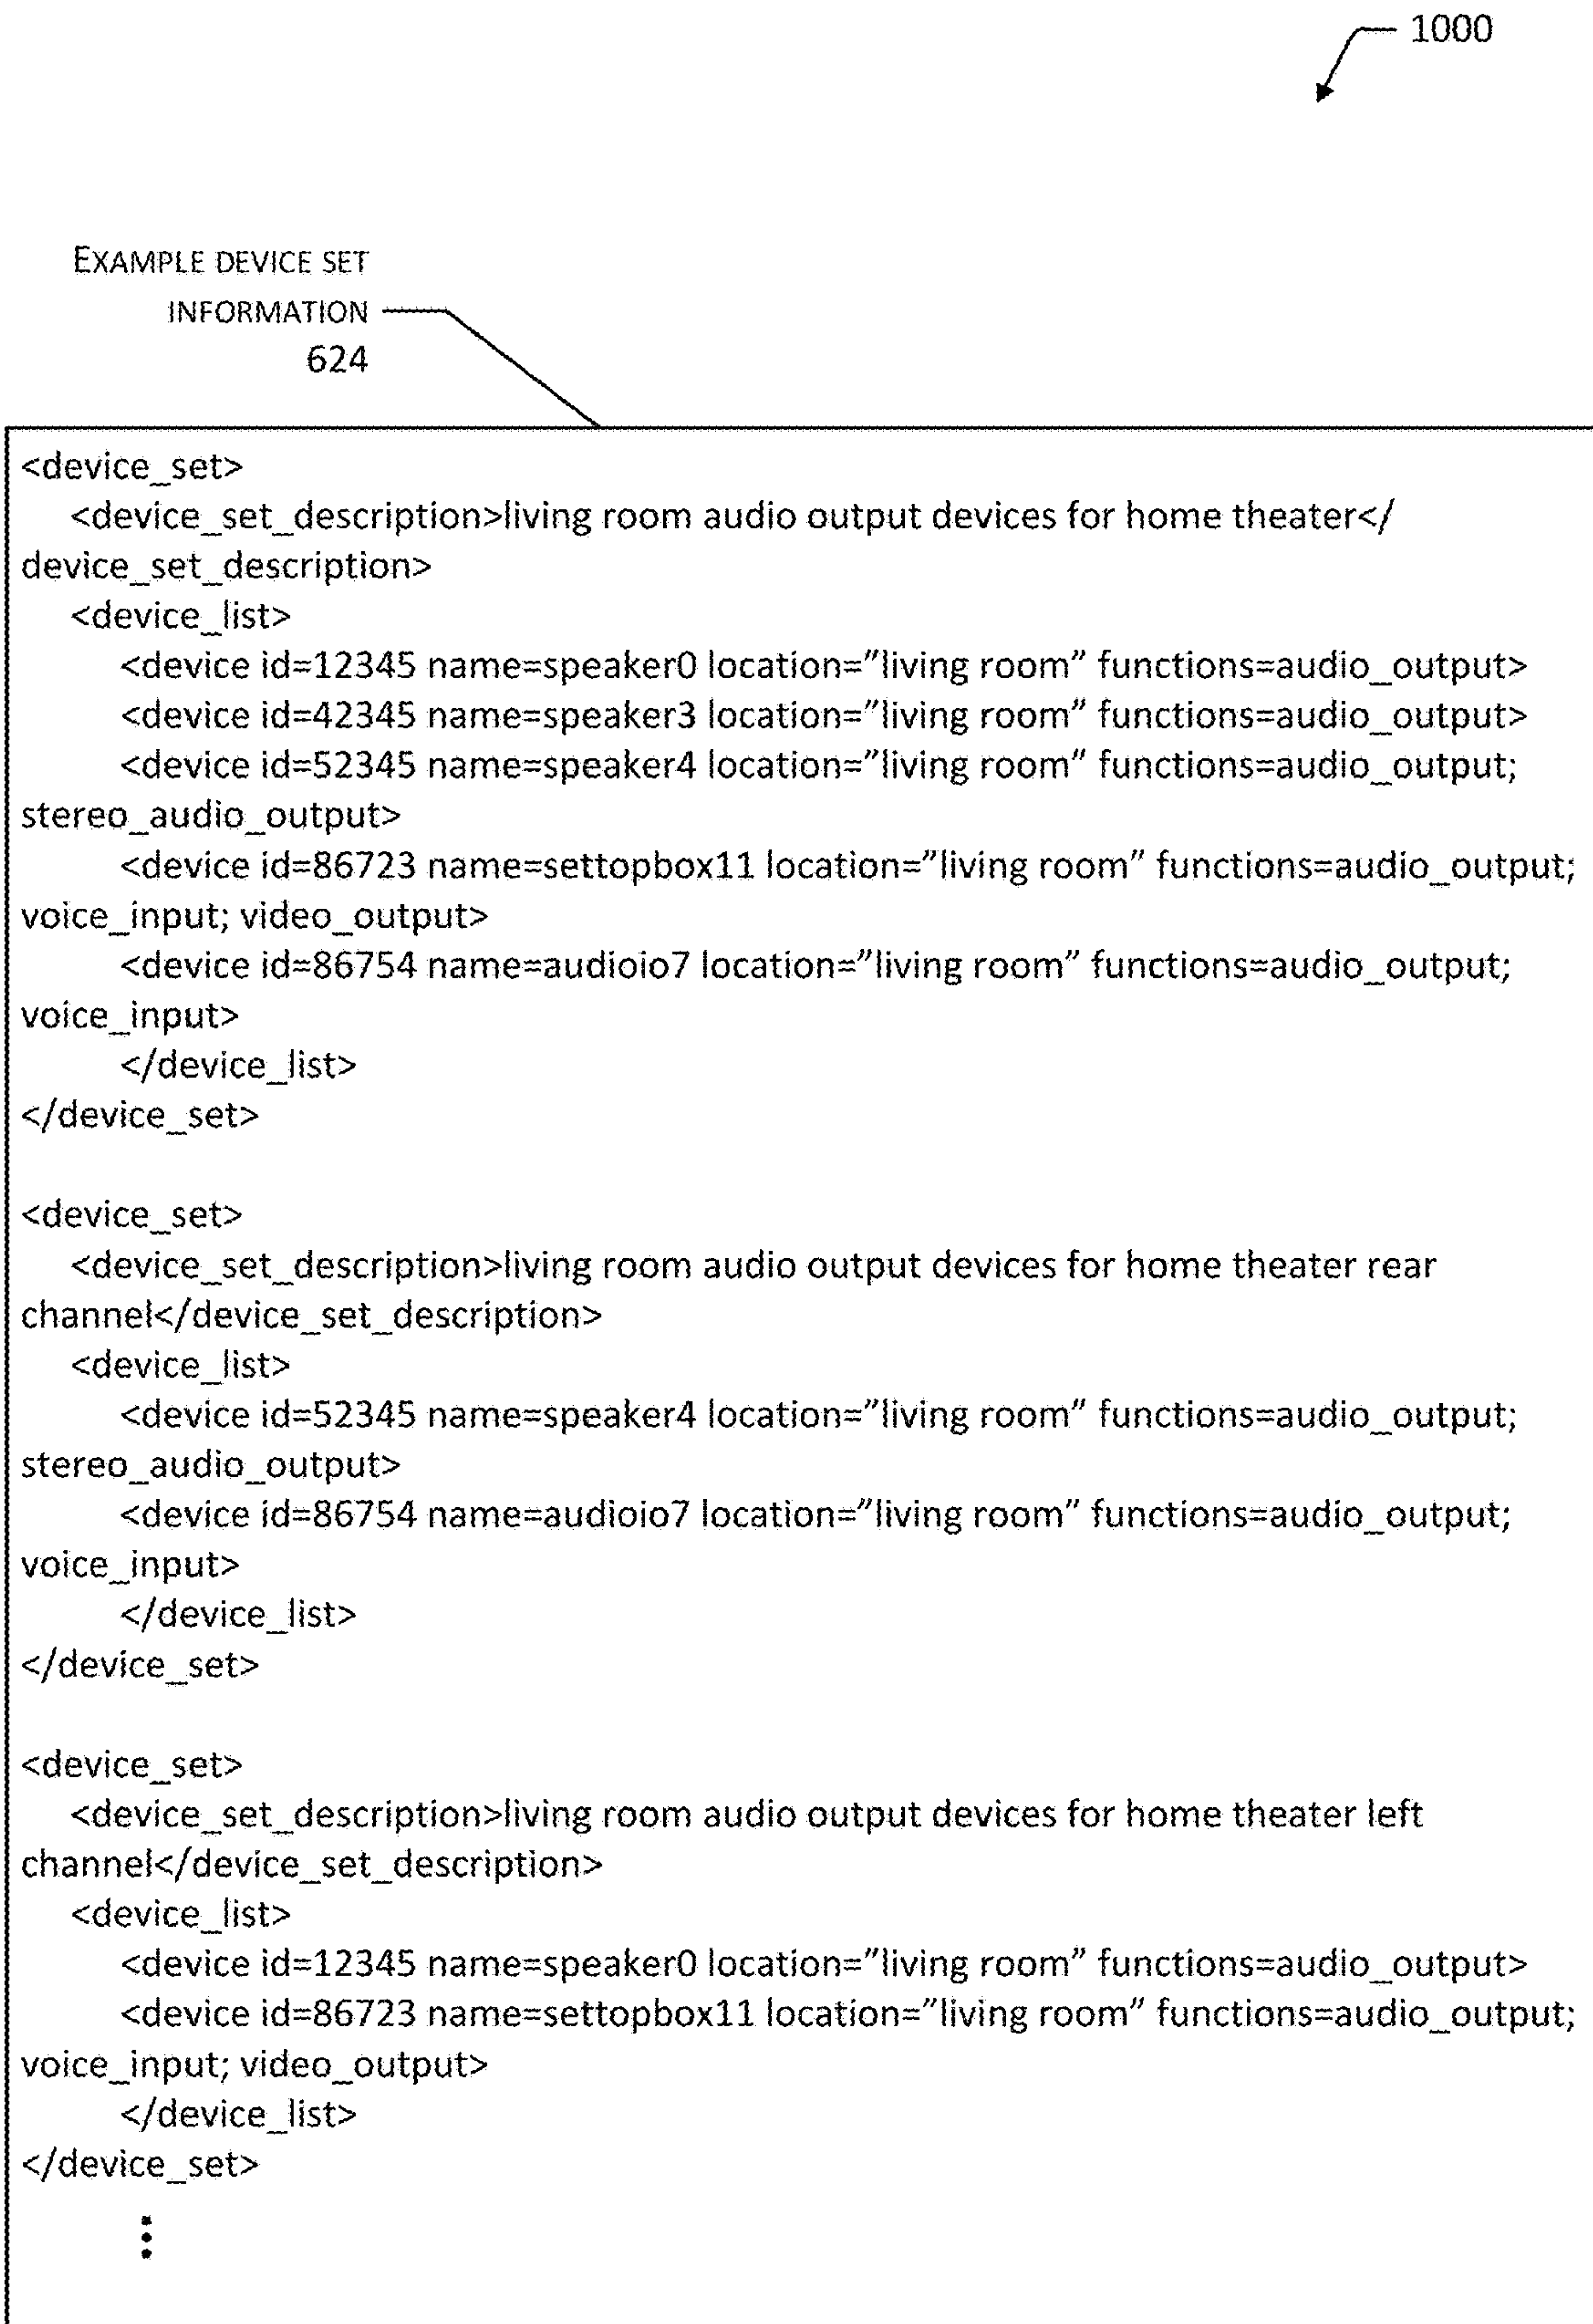 1000
EXAMPLE DEVICE SET
INFORMATION
624
<device_set>
<device_set_description>living room audio output devices for home theater</
device_set_description>
<device_list>
<device id=12345 name=speaker0 location=”living room” functions=audio_output>
<device id=42345 name=speaker3 location=”living room” functions=audio_output>
<device id=52345 name=speaker4 location=”living room” functions=audio_output;
stereo_audio_output>
<device id=86723 name=settopbox11 location=”living room” functions=audio_output;
voice_input; video_output>
<device id=86754 name=audioio7 location=”living room” functions=audio_output;
voice_input>
</device_list>
</device_set>
<device_set>
<device_set_description>living room audio output devices for home theater rear
channel</device_set_description>
<device_list>
<device id=52345 name=speaker4 location=”living room” functions=audio_output;
stereo_audio_output>
<device id=86754 name=audioio7 location=”living room” functions=audio_output;
voice_input>
</device_list>
</device_set>
<device_set>
<device_set_description>living room audio output devices for home theater left
channel</device_set_description>
<device_list>
<device id=12345 name=speaker0 location=”living room” functions=audio_output>
<device id=86723 name=settopbox11 location=”living room” functions=audio_output;
voice_input; video_output>
</device_list>
</device_set>